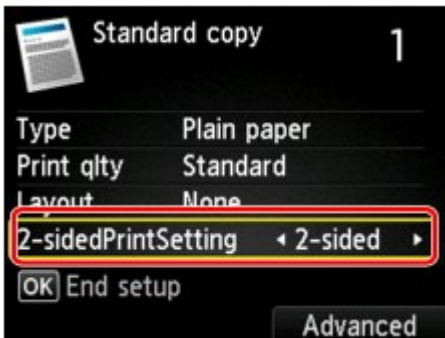 Standard copy 1
Type Plain paper
Print qlty Standard
Layout None
2-sidedPrintSetting 2-sided
OK End setup
Advanced